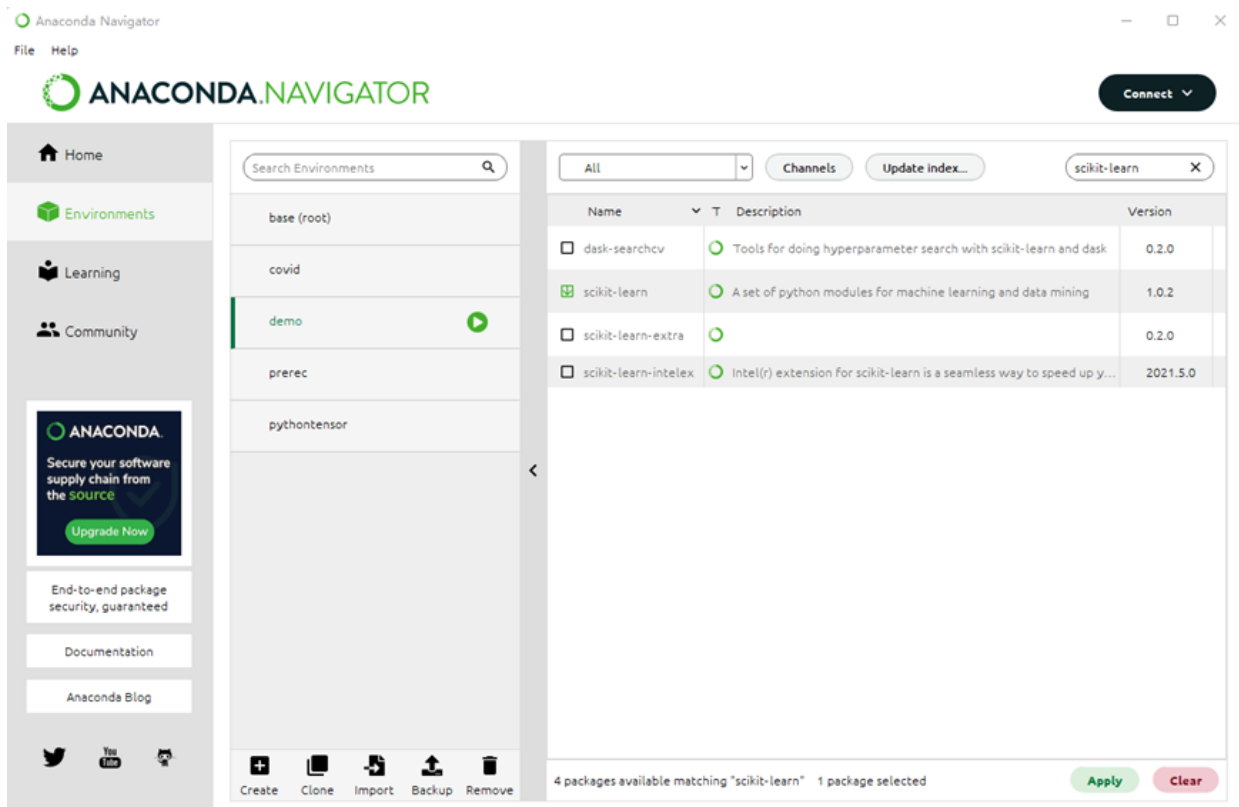 Anaconda Navigator
File Help
ANACONDA.NAVIGATOR
Connect
Home
Environments
Learning
Community
ANACONDA.
Secure your software
supply chain from
the source
Upgrade Now
End-to-end package
security, guaranteed
Documentation
Anaconda Blog
You
Tube
Search Environments
base (root)
covid
demo
prerec
pythontensor
Create Clone Import Backup Remove
All Channels Update index... scikit-learn X
Name T Description Version
dask-searchcv Tools for doing hyperparameter search with scikit-learn and dask 0.2.0
scikit-learn A set of python modules for machine learning and data mining 1.0.2
scikit-learn-extra 0.2.0
scikit-learn-intelex Intel(r) extension for scikit-learn is a seamless way to speed up y... 2021.5.0
4 packages available matching "scikit-learn" 1 package selected
Apply Clear